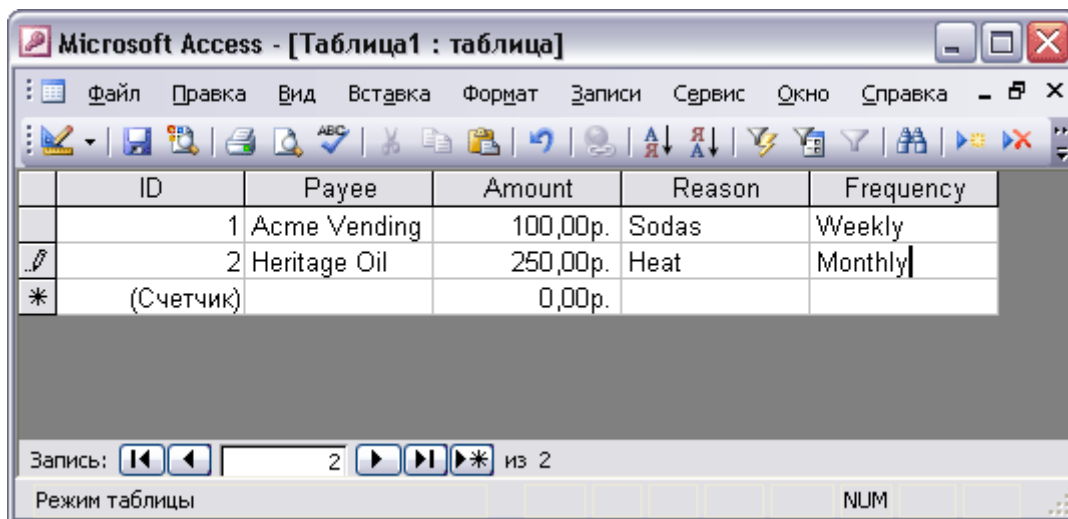 Microsoft Access - [Таблица1 : таблица]
Файл Правка Вид Вставка Формат Записи Сервис Окно Справка
ID Payee Amount Reason Frequency
1 Acme Vending 100,00р. Sodas Weekly
2 Heritage Oil 250,00р. Heat Monthly
(Счетчик) 0,00р.
Запись: 2 из 2
Режим таблицы NUM